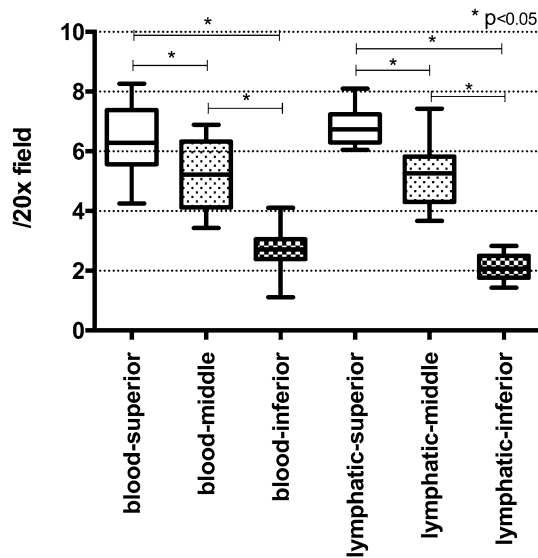 * p<0.05
*
*
*
*
*
*
/20x field
10
8
6
4
2
0
blood-superior
blood-middle
blood-inferior
lymphatic-superior
lymphatic-middle
lymphatic-inferior